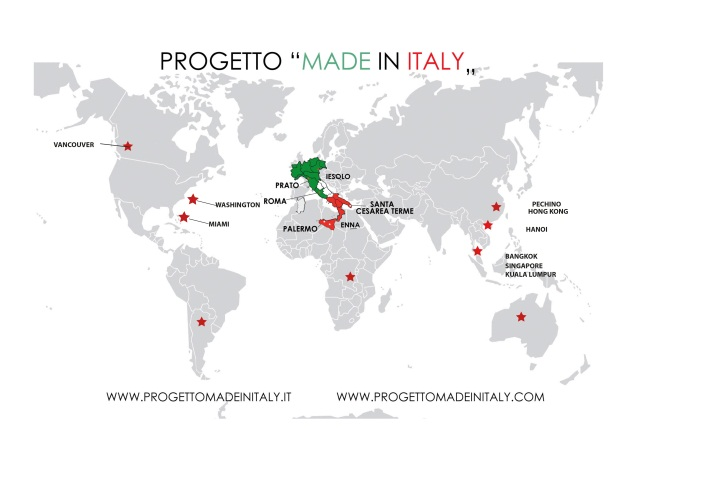 PROGETTO “MADE IN ITALY„
VANCOUVER
IESOLO
PRATO
ROMA
WASHINGTON
SANTA
CESAREA TERME
PECHINO
HONG KONG
MIAMI
PALERMO
ENNA
HANOI
BANGKOK
SINGAPORE
KUALA LUMPUR
WWW.PROGETTOMADEINITALY.IT
WWW.PROGETTOMADEINITALY.COM